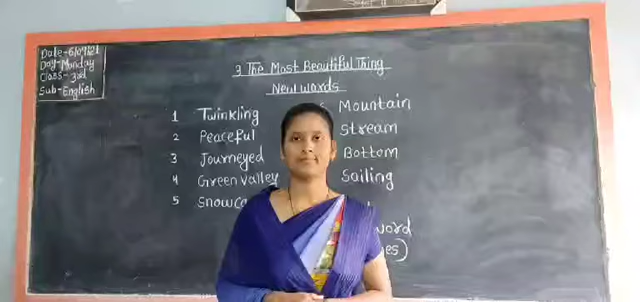 Date-6/09/21
Day-Monday
Class-3rd
Sub-English
3 The Most Beautiful Thing
New words
1 Twinkling
2 Peaceful
3 Journeyed
4 Green Valley
5
Mountain
Stream
Bottom
Sailing